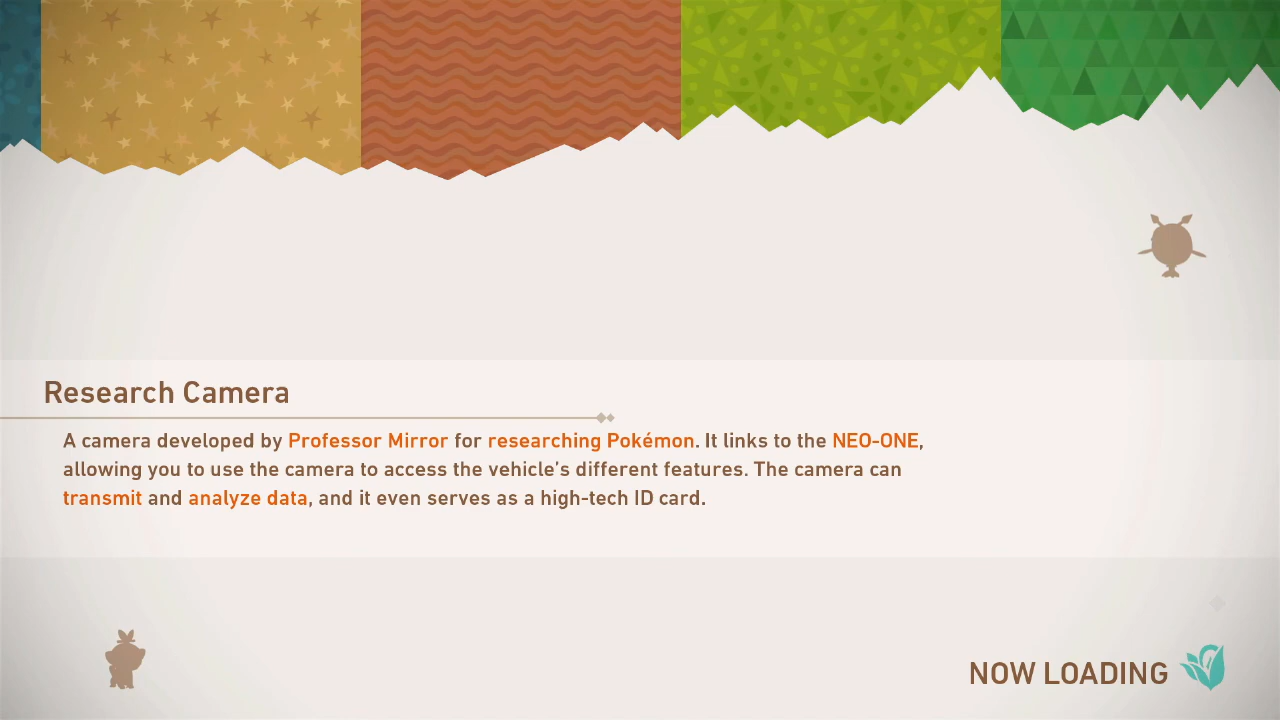 Research Camera
A camera developed by Professor Mirror for researching Pokémon. It links to the NEO-ONE,
allowing you to use the camera to access the vehicle's different features. The camera can
transmit and analyze data, and it even serves as a high-tech ID card.
NOW LOADING